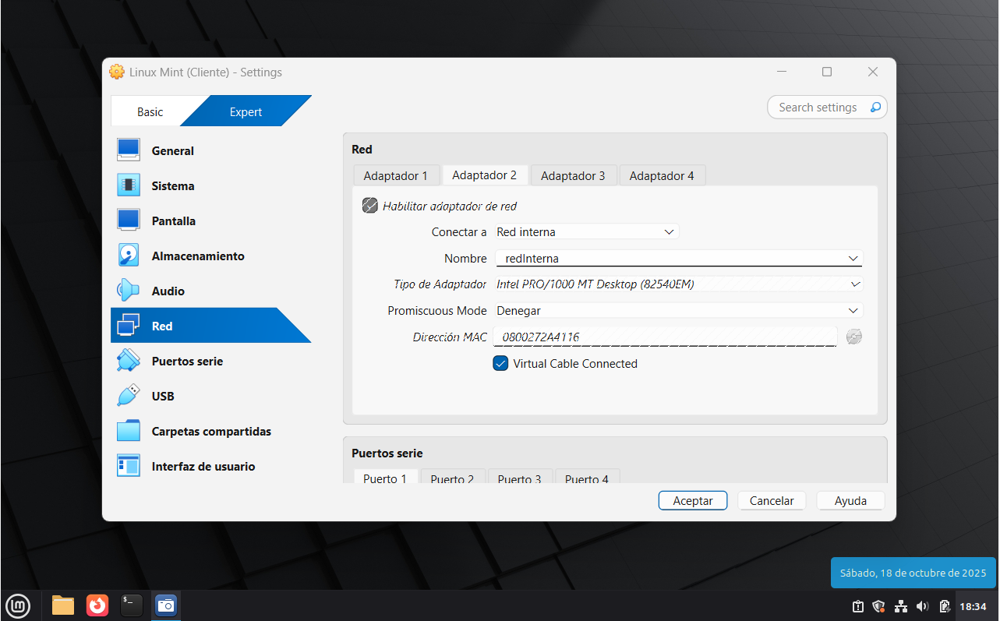 Linux Mint (Cliente) - Settings
Basic
Expert
Search settings
General
Sistema
Pantalla
Almacenamiento
Audio
Red
Puertos serie
USB
Carpetas compartidas
Interfaz de usuario
Red
Adaptador 1
Adaptador 2
Adaptador 3
Adaptador 4
Habilitar adaptador de red
Conectar a Red interna
Nombre redInterna
Tipo de Adaptador Intel PRO/1000 MT Desktop (82540EM)
Promiscuous Mode Denegar
Dirección MAC 0800272A4116
Virtual Cable Connected
Puertos serie
Puerto 1
Puerto 2
Puerto 3
Puerto 4
Aceptar
Cancelar
Ayuda
Sábado, 18 de octubre de 2025
18:34